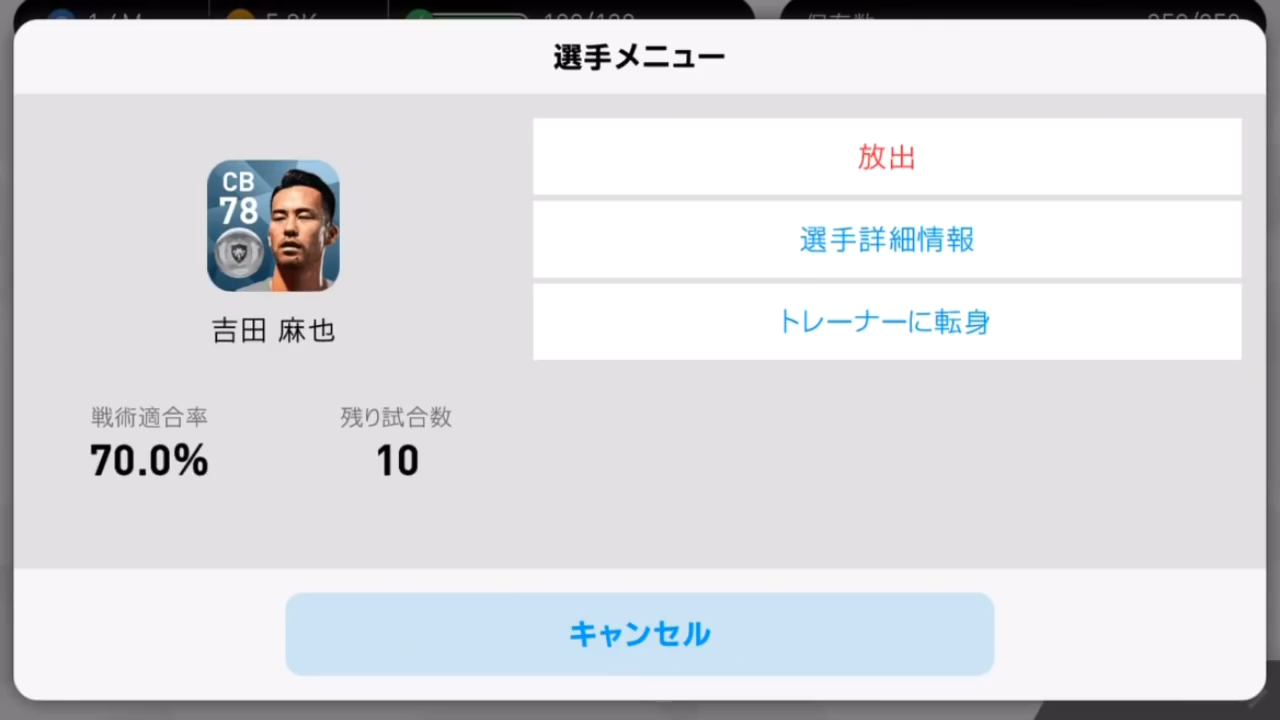 選手メニュー
CB
78
吉田 麻也
戦術適合率
70.0%
残り試合数
10
放出
選手詳細情報
トレーナーに転身
キャンセル